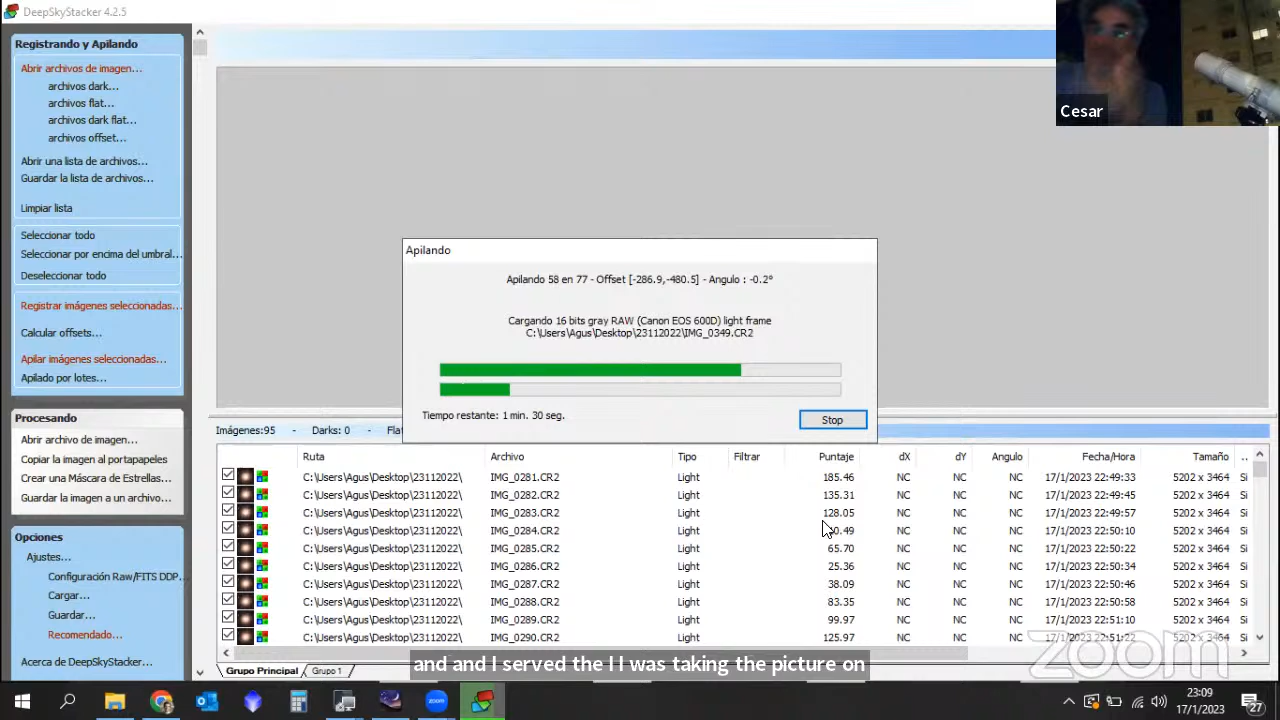 DeepSkyStacker 4.2.5
Registrando y Apilando
Abrir archivos de imagen...
archivos dark...
archivos flat...
archivos dark flat...
archivos offset...
Abrir una lista de archivos...
Guardar la lista de archivos...
Limpiar lista
Seleccionar todo
Seleccionar por encima del umbral...
Deseleccionar todo
Registrar imágenes seleccionadas...
Calcular offsets...
Apilar imágenes seleccionadas...
Apilado por lotes...
Procesando
Abrir archivo de imagen...
Copiar la imagen al portapapeles
Crear una Máscara de Estrellas...
Guardar la imagen a un archivo...
Opciones
Ajustes...
Configuración Raw/FITS DDP...
Cargar...
Guardar...
Recomendado...
Acerca de DeepSkyStacker...
Cesar
Apilando
Apilando 58 en 77 - Offset [-286.9,-480.5] - Angulo : -0.2°
Cargando 16 bits gray RAW (Canon EOS 600D) light frame
C:\Users\Agus\Desktop\23112022\IMG_0349.CR2
Tiempo restante: 1 min. 30 seg.
Stop
Imágenes:95 - Darks: 0 - Flat
Ruta Archivo Tipo Filtrar Puntaje dX dY Angulo Fecha/Hora Tamaño ..
C:\Users\Agus\Desktop\23112022\ IMG_0281.CR2 Light 185.46 NC NC NC 17/1/2023 22:49:33 5202 x 3464 Si
C:\Users\Agus\Desktop\23112022\ IMG_0282.CR2 Light 135.31 NC NC NC 17/1/2023 22:49:45 5202 x 3464 Si
C:\Users\Agus\Desktop\23112022\ IMG_0283.CR2 Light 128.05 NC NC NC 17/1/2023 22:49:57 5202 x 3464 Si
C:\Users\Agus\Desktop\23112022\ IMG_0284.CR2 Light NC NC NC 17/1/2023 22:50:10 5202 x 3464 Si
C:\Users\Agus\Desktop\23112022\ IMG_0285.CR2 Light 65.70 NC NC NC 17/1/2023 22:50:22 5202 x 3464 Si
C:\Users\Agus\Desktop\23112022\ IMG_0286.CR2 Light 25.36 NC NC NC 17/1/2023 22:50:34 5202 x 3464 Si
C:\Users\Agus\Desktop\23112022\ IMG_0287.CR2 Light 38.09 NC NC NC 17/1/2023 22:50:46 5202 x 3464 Si
C:\Users\Agus\Desktop\23112022\ IMG_0288.CR2 Light 83.35 NC NC NC 17/1/2023 22:50:58 5202 x 3464 Si
C:\Users\Agus\Desktop\23112022\ IMG_0289.CR2 Light 99.97 NC NC NC 17/1/2023 22:51:10 5202 x 3464 Si
C:\Users\Agus\Desktop\23112022\ IMG_0290.CR2 Light 125.97 NC NC NC 17/1/2023 22:51:22 5202 x 3464 Si
zoom
Grupo Principal Grupo 1
and and I served the I I was taking the picture on
zoom
23:09
17/1/2023
27